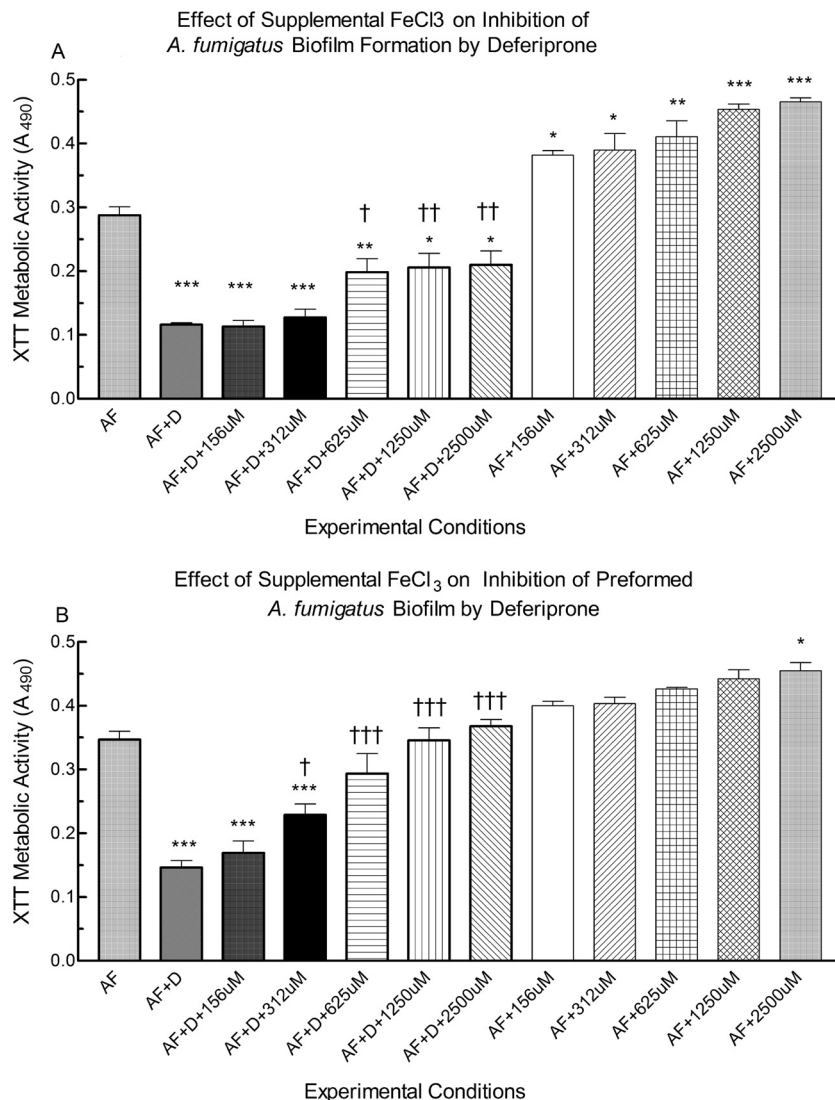 Effect of Supplemental FeCl3 on Inhibition of
A. fumigatus Biofilm Formation by Deferiprone
A
XTT Metabolic Activity (A490)
0.5
0.4
0.3
0.2
0.1
0.0
***
***
***
†
**
††
*
††
*
*
*
**
***
***
AF
AF+D
AF+D+156uM
AF+D+312uM
AF+D+625uM
AF+D+1250uM
AF+D+2500uM
AF+156uM
AF+312uM
AF+625uM
AF+1250uM
AF+2500uM
Experimental Conditions
Effect of Supplemental FeCl3 on Inhibition of Preformed
A. fumigatus Biofilm by Deferiprone
B
XTT Metabolic Activity (A490)
0.5
0.4
0.3
0.2
0.1
0.0
***
***
†
***
†††
†††
†††
*
AF
AF+D
AF+D+156uM
AF+D+312uM
AF+D+625uM
AF+D+1250uM
AF+D+2500uM
AF+156uM
AF+312uM
AF+625uM
AF+1250uM
AF+2500uM
Experimental Conditions